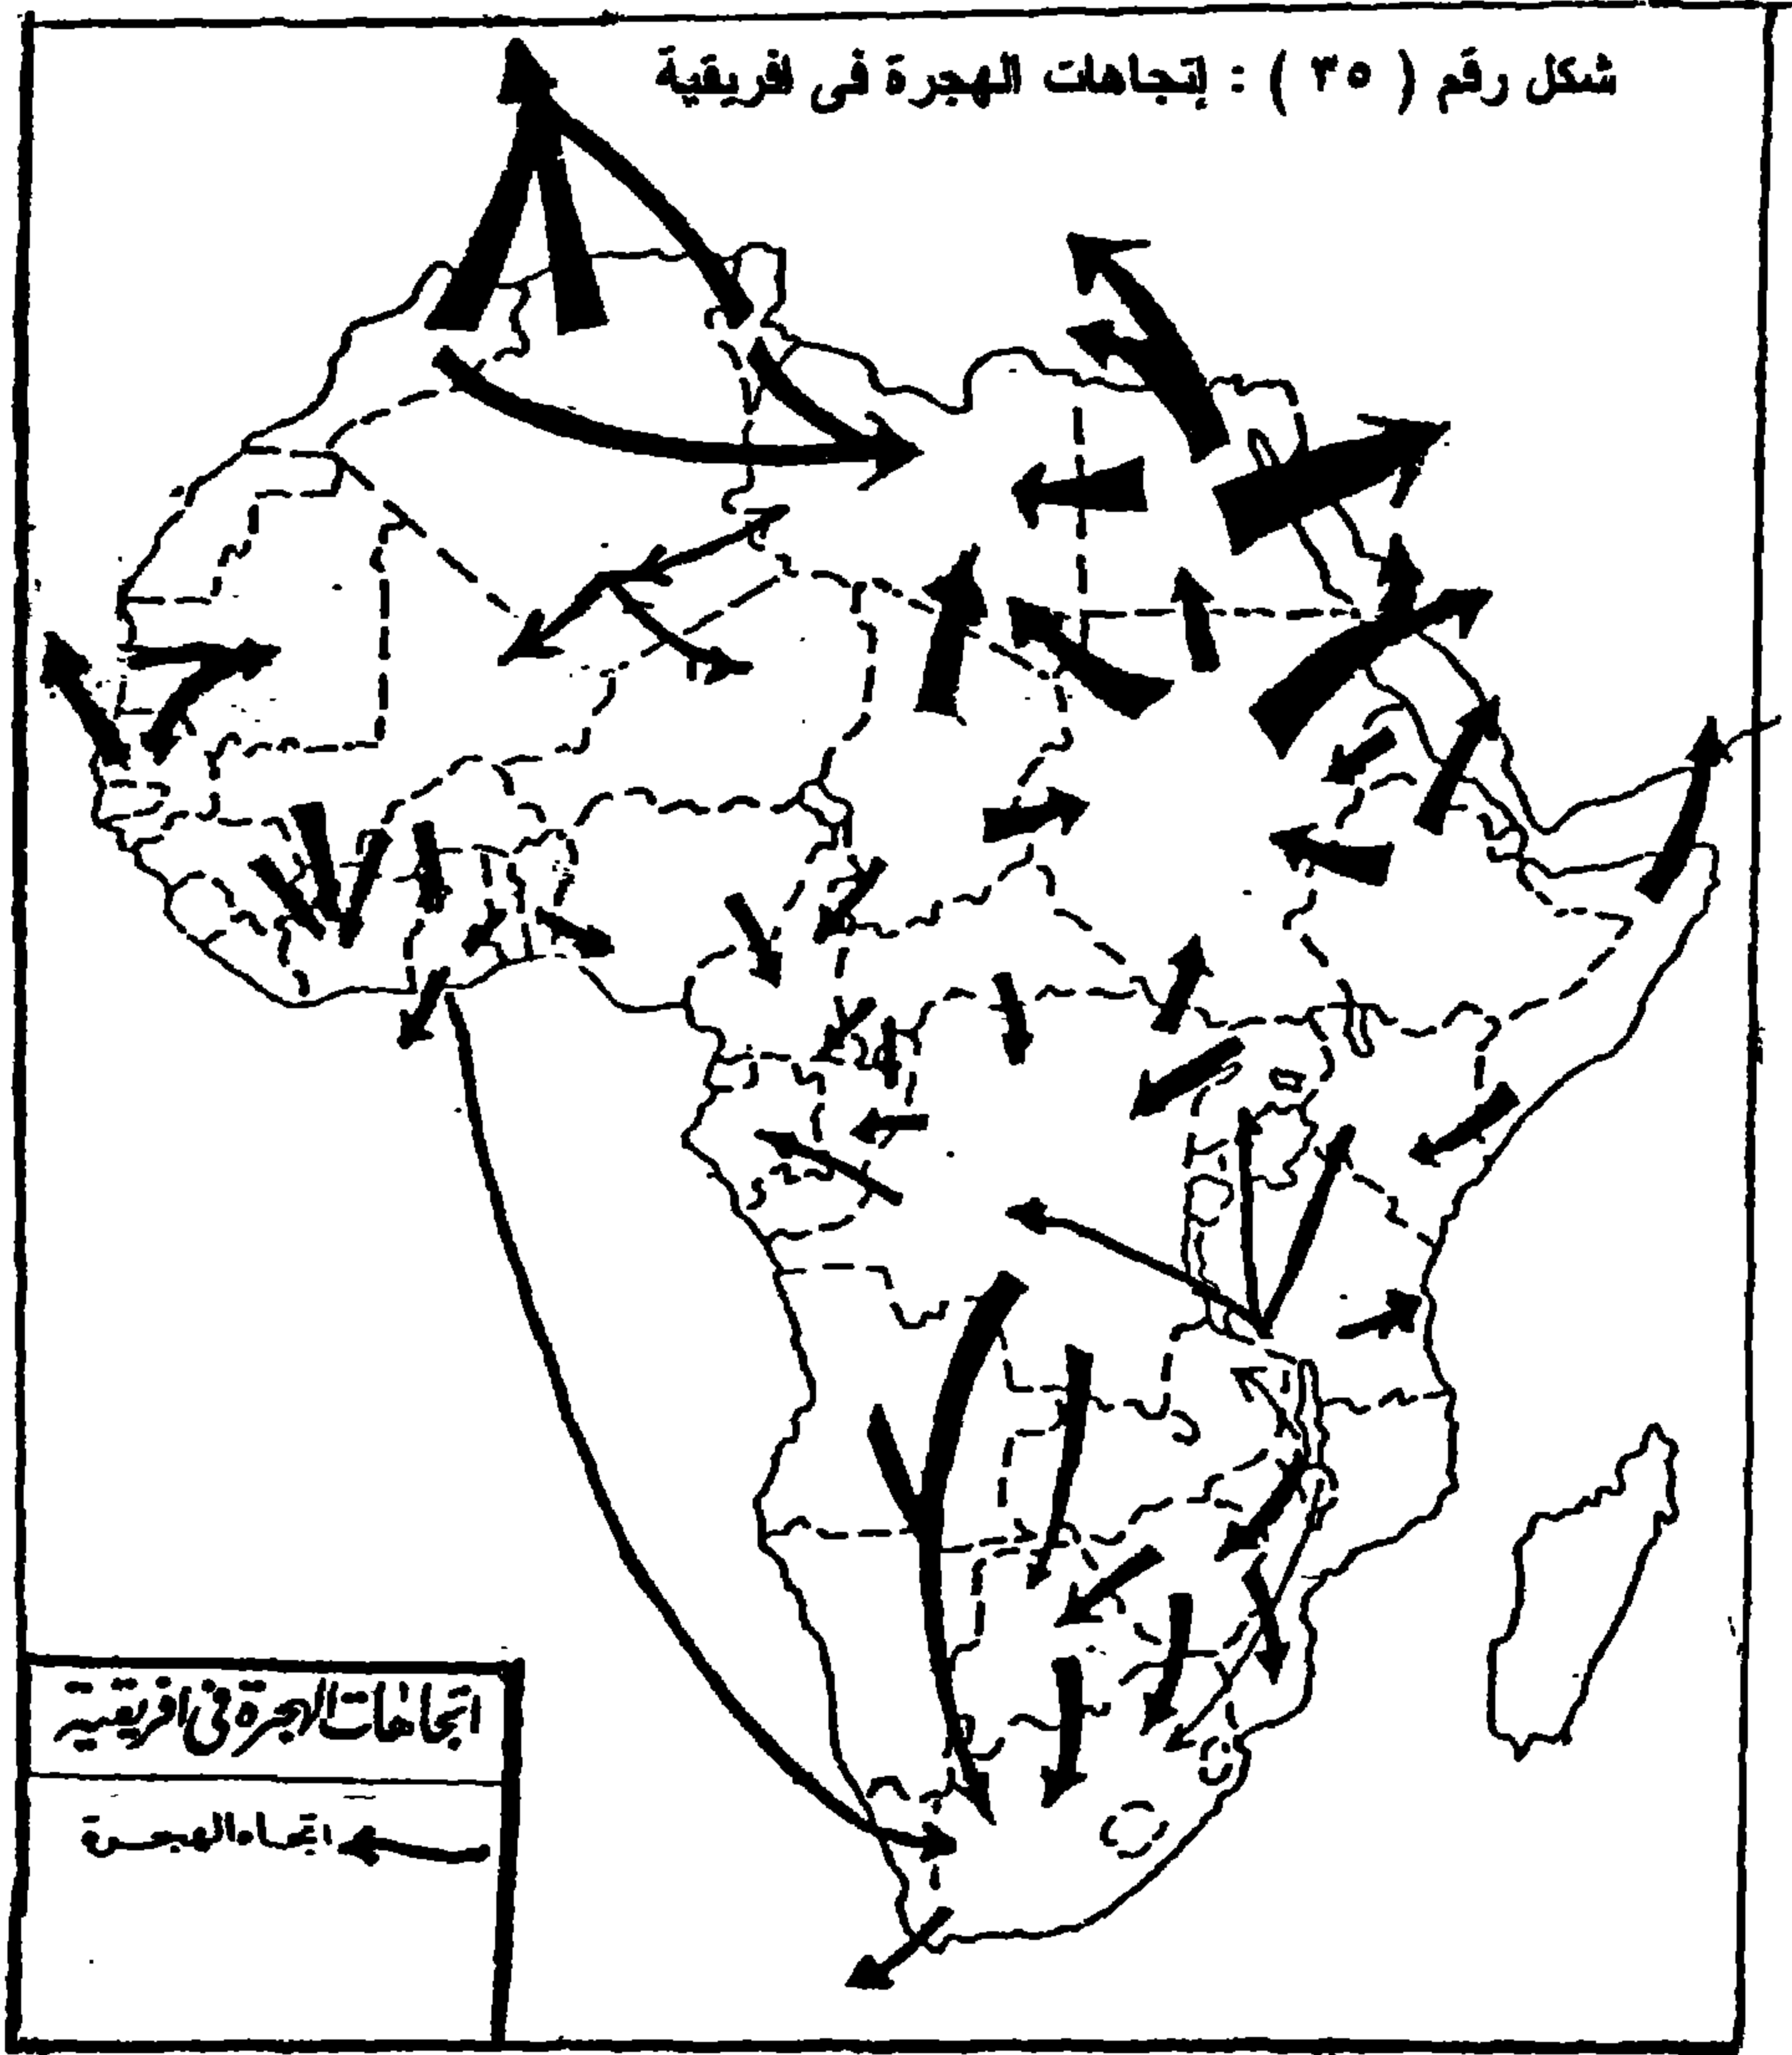 شكل رقم ( ٣٥ ) : إتجاهات الهجرة فى افريقية
اتجاهات الهجرة فى افريقية
اتجاه الهجرة